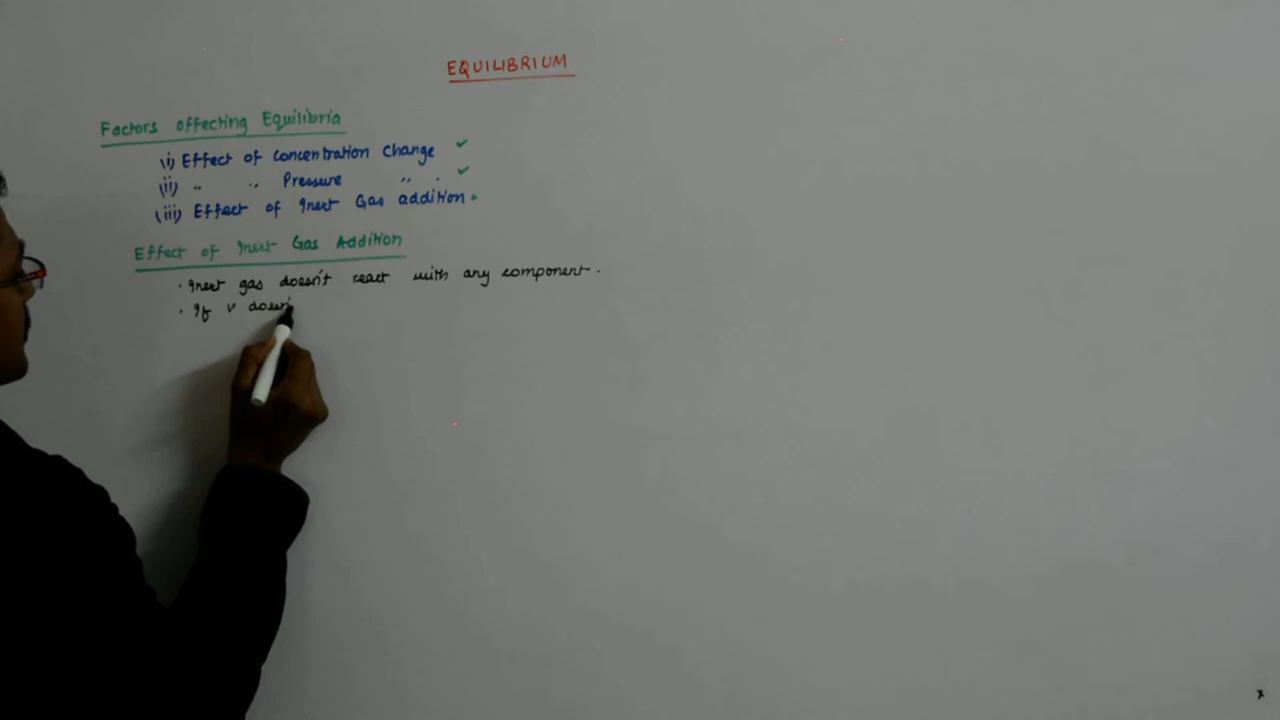 EQUILIBRIUM
Factors affecting Equilibria
(i) Effect of concentration change ✓
(ii) " " Pressure " . ✓
(iii) Effect of Inert Gas addition.
Effect of Inert Gas Addition
. Inert gas doesn't react with any component.
. If V doesn
x